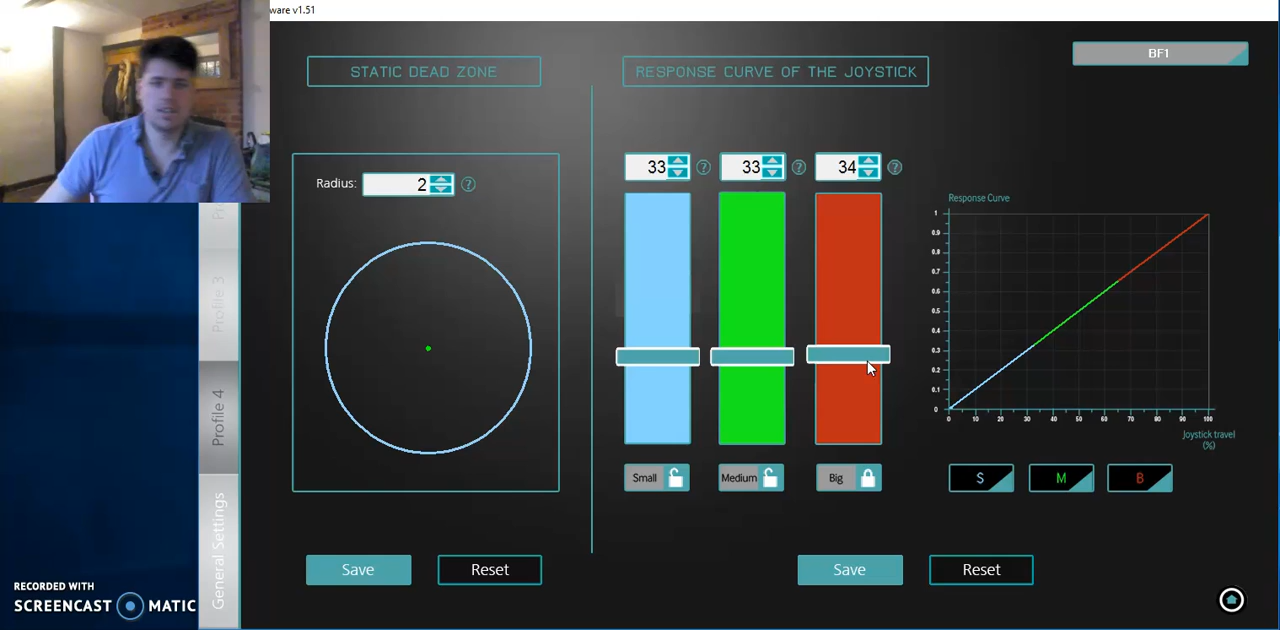 ware v1.51
BF1
STATIC DEAD ZONE
RESPONSE CURVE OF THE JOYSTICK
Radius: 2 ?
33 ? 33 ? 34 ?
Response Curve
1
0.9
0.8
0.7
0.6
0.5
0.4
0.3
0.2
0.1
0
0 10 20 30 40 50 60 70 80 90 100
Joystick travel
(%)
Small Medium Big
S M B
Profile 3
Profile 4
General Settings
Save Reset Save Reset
RECORDED WITH
SCREENCAST MATIC